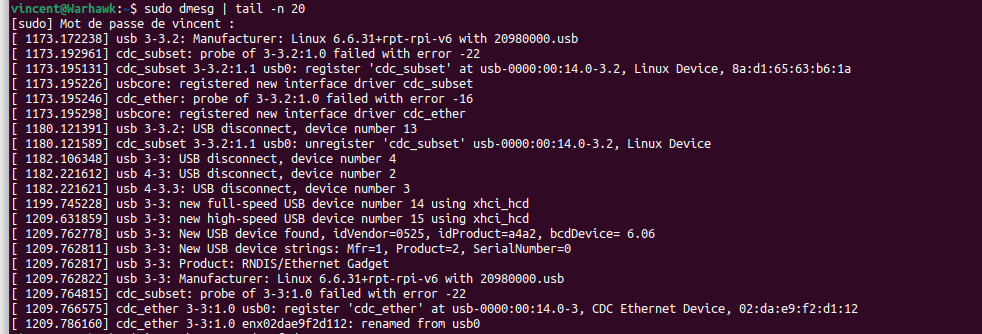 vincent@Warhawk:~$ sudo dmesg | tail -n 20
[sudo] Mot de passe de vincent :
[ 1173.172238] usb 3-3.2: Manufacturer: Linux 6.6.31+rpt-rpi-v6 with 20980000.usb
[ 1173.192961] cdc_subset: probe of 3-3.2:1.0 failed with error -22
[ 1173.195131] cdc_subset 3-3.2:1.1 usb0: register 'cdc_subset' at usb-0000:00:14.0-3.2, Linux Device, 8a:d1:65:63:b6:1a
[ 1173.195226] usbcore: registered new interface driver cdc_subset
[ 1173.195246] cdc_ether: probe of 3-3.2:1.0 failed with error -16
[ 1173.195298] usbcore: registered new interface driver cdc_ether
[ 1180.121391] usb 3-3.2: USB disconnect, device number 13
[ 1180.121589] cdc_subset 3-3.2:1.1 usb0: unregister 'cdc_subset' usb-0000:00:14.0-3.2, Linux Device
[ 1182.106348] usb 3-3: USB disconnect, device number 4
[ 1182.221612] usb 4-3: USB disconnect, device number 2
[ 1182.221621] usb 4-3.3: USB disconnect, device number 3
[ 1199.745228] usb 3-3: new full-speed USB device number 14 using xhci_hcd
[ 1209.631859] usb 3-3: new high-speed USB device number 15 using xhci_hcd
[ 1209.762778] usb 3-3: New USB device found, idVendor=0525, idProduct=a4a2, bcdDevice= 6.06
[ 1209.762811] usb 3-3: New USB device strings: Mfr=1, Product=2, SerialNumber=0
[ 1209.762817] usb 3-3: Product: RNDIS/Ethernet Gadget
[ 1209.762822] usb 3-3: Manufacturer: Linux 6.6.31+rpt-rpi-v6 with 20980000.usb
[ 1209.764815] cdc_subset: probe of 3-3:1.0 failed with error -22
[ 1209.766575] cdc_ether 3-3:1.0 usb0: register 'cdc_ether' at usb-0000:00:14.0-3, CDC Ethernet Device, 02:da:e9:f2:d1:12
[ 1209.786160] cdc_ether 3-3:1.0 enx02dae9f2d112: renamed from usb0